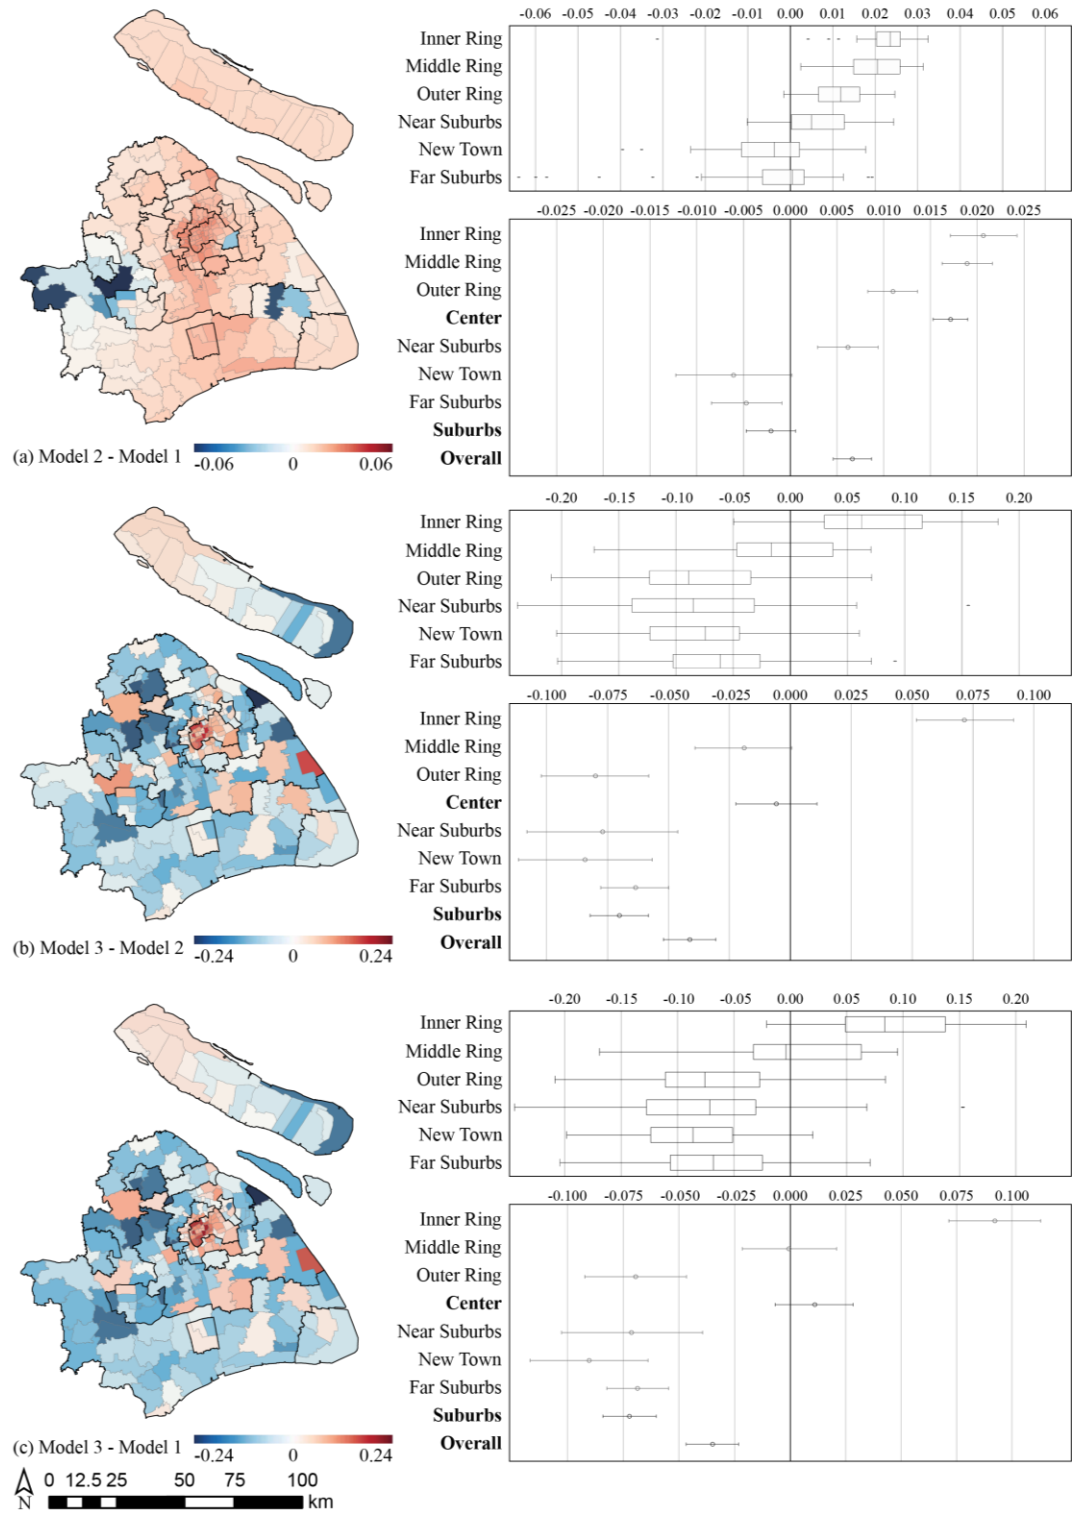 -0.06 -0.05 -0.04 -0.03 -0.02 -0.01 0.00 0.01 0.02 0.03 0.04 0.05 0.06
Inner Ring
Middle Ring
Outer Ring
Near Suburbs
New Town
Far Suburbs
-0.025 -0.020 -0.015 -0.010 -0.005 0.000 0.005 0.010 0.015 0.020 0.025
Inner Ring
Middle Ring
Outer Ring
Center
Near Suburbs
New Town
Far Suburbs
Suburbs
Overall
(a) Model 2 - Model 1
-0.06 0 0.06
-0.20 -0.15 -0.10 -0.05 0.00 0.05 0.10 0.15 0.20
Inner Ring
Middle Ring
Outer Ring
Near Suburbs
New Town
Far Suburbs
-0.100 -0.075 -0.050 -0.025 0.000 0.025 0.050 0.075 0.100
Inner Ring
Middle Ring
Outer Ring
Center
Near Suburbs
New Town
Far Suburbs
Suburbs
Overall
(b) Model 3 - Model 2
-0.24 0 0.24
-0.20 -0.15 -0.10 -0.05 0.00 0.05 0.10 0.15 0.20
Inner Ring
Middle Ring
Outer Ring
Near Suburbs
New Town
Far Suburbs
-0.100 -0.075 -0.050 -0.025 0.000 0.025 0.050 0.075 0.100
Inner Ring
Middle Ring
Outer Ring
Center
Near Suburbs
New Town
Far Suburbs
Suburbs
Overall
(c) Model 3 - Model 1
-0.24 0 0.24
N
0 12.5 25 50 75 100
km